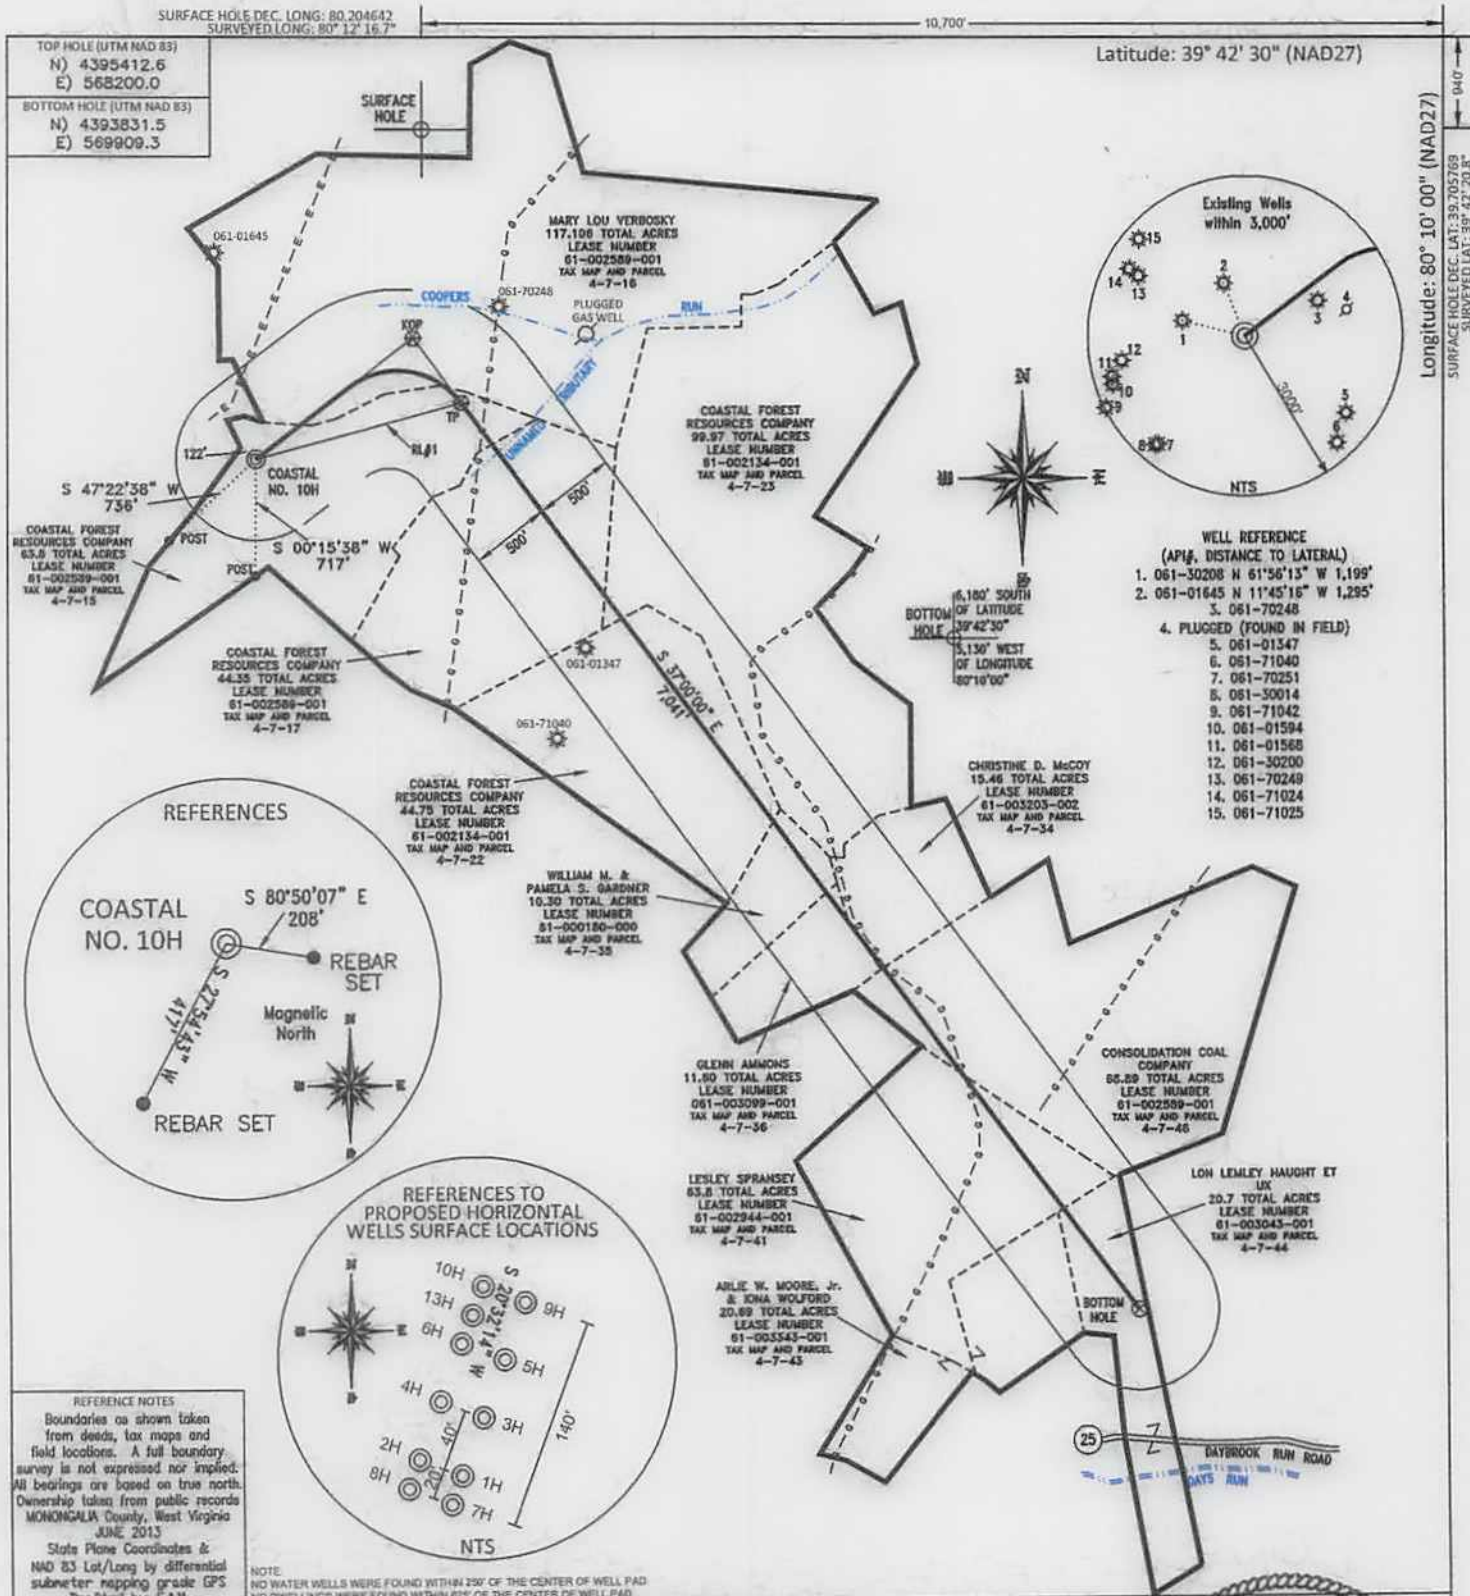 SURFACE HOLE DEC. LONG: 80.204642
SURVEYED LONG: 80° 12' 16.7"
10,700'
TOP HOLE (UTM NAD 83)
N) 4395412.6
E) 568200.0
BOTTOM HOLE (UTM NAD 83)
N) 4393831.5
E) 569909.3
Latitude: 39° 42' 30" (NAD27)
940'
Longitude: 80° 10' 00" (NAD27)
SURFACE HOLE DEC. LAT: 39.705769
SURVEYED LAT: 39° 42' 20.8"
SURFACE
HOLE
061-01645
MARY LOU VERBOSKY
117.106 TOTAL ACRES
LEASE NUMBER
61-002589-001
TAX MAP AND PARCEL
4-7-16
COOPERS
061-70248
PLUGGED
GAS WELL
RUN
KOP
UNNAMED
TRIBUTARY
TP
RL#1
122'
COASTAL
NO. 10H
S 47°22'38" W
736'
POST
S 00°15'38" W
717'
POST
500'
500'
COASTAL FOREST
RESOURCES COMPANY
63.8 TOTAL ACRES
LEASE NUMBER
61-002589-001
TAX MAP AND PARCEL
4-7-15
COASTAL FOREST
RESOURCES COMPANY
99.97 TOTAL ACRES
LEASE NUMBER
61-002134-001
TAX MAP AND PARCEL
4-7-23
Existing Wells
within 3,000'
15
14
13
2
1
3
4
12
11
10
9
8
7
5
6
3000'
NTS
N
E
S
WELL REFERENCE
(API#, DISTANCE TO LATERAL)
1. 061-30208 N 61°56'13" W 1,199'
2. 061-01645 N 11°45'16" W 1,295'
3. 061-70248
4. PLUGGED (FOUND IN FIELD)
5. 061-01347
6. 061-71040
7. 061-70251
8. 061-30014
9. 061-71042
10. 061-01594
11. 061-01568
12. 061-30200
13. 061-70249
14. 061-71024
15. 061-71025
BOTTOM
HOLE
6,180' SOUTH
OF LATITUDE
39°42'30"
5,130' WEST
OF LONGITUDE
80°10'00"
COASTAL FOREST
RESOURCES COMPANY
44.35 TOTAL ACRES
LEASE NUMBER
61-002589-001
TAX MAP AND PARCEL
4-7-17
061-01347
S 37°00'00" E
7,041'
061-71040
COASTAL FOREST
RESOURCES COMPANY
44.75 TOTAL ACRES
LEASE NUMBER
61-002134-001
TAX MAP AND PARCEL
4-7-22
CHRISTINE D. McCOY
15.46 TOTAL ACRES
LEASE NUMBER
61-003203-002
TAX MAP AND PARCEL
4-7-34
WILLIAM M. &
PAMELA S. GARDNER
10.30 TOTAL ACRES
LEASE NUMBER
61-000180-000
TAX MAP AND PARCEL
4-7-35
REFERENCES
COASTAL
NO. 10H
S 80°50'07" E
208'
REBAR
SET
S 27°54'43" W
417'
Magnetic
North
REBAR SET
GLENN AMMONS
11.60 TOTAL ACRES
LEASE NUMBER
061-003099-001
TAX MAP AND PARCEL
4-7-36
CONSOLIDATION COAL
COMPANY
68.89 TOTAL ACRES
LEASE NUMBER
61-002589-001
TAX MAP AND PARCEL
4-7-46
LESLEY SPRANSEY
63.8 TOTAL ACRES
LEASE NUMBER
61-002944-001
TAX MAP AND PARCEL
4-7-41
LON LEMLEY HAUGHT ET
UX
20.7 TOTAL ACRES
LEASE NUMBER
61-003043-001
TAX MAP AND PARCEL
4-7-44
ARLIE W. MOORE, Jr.
& IONA WOLFORD
20.69 TOTAL ACRES
LEASE NUMBER
61-003343-001
TAX MAP AND PARCEL
4-7-43
BOTTOM
HOLE
REFERENCES TO
PROPOSED HORIZONTAL
WELLS SURFACE LOCATIONS
10H
9H
13H
6H
5H
4H
3H
2H
1H
8H
7H
S 20°32'14" W
40'
20'
140'
NTS
25
DAYBROOK RUN ROAD
DAYS RUN
REFERENCE NOTES
Boundaries as shown taken
from deeds, tax maps and
field locations. A full boundary
survey is not expressed nor implied.
All bearings are based on true north.
Ownership taken from public records
MONONGALIA County, West Virginia
JUNE 2013
State Plane Coordinates &
NAD 83 Lat/Long by differential
submeter mapping grade GPS
NOTE:
NO WATER WELLS WERE FOUND WITHIN 250' OF THE CENTER OF WELL PAD